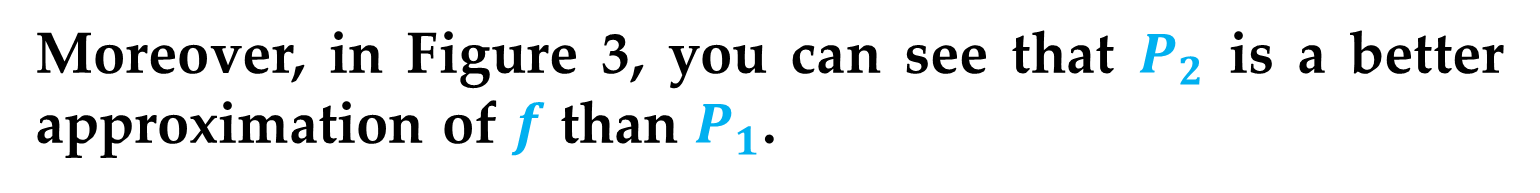 Moreover, in Figure 3, you can see that P₂ is a better
approximation of f than P₁.